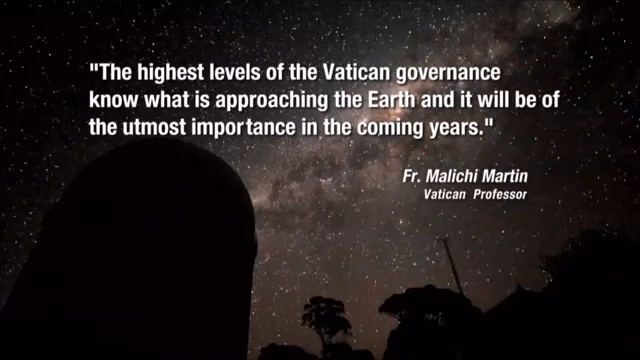 "The highest levels of the Vatican governance
know what is approaching the Earth and it will be of
the utmost importance in the coming years."
Fr. Malichi Martin
Vatican Professor